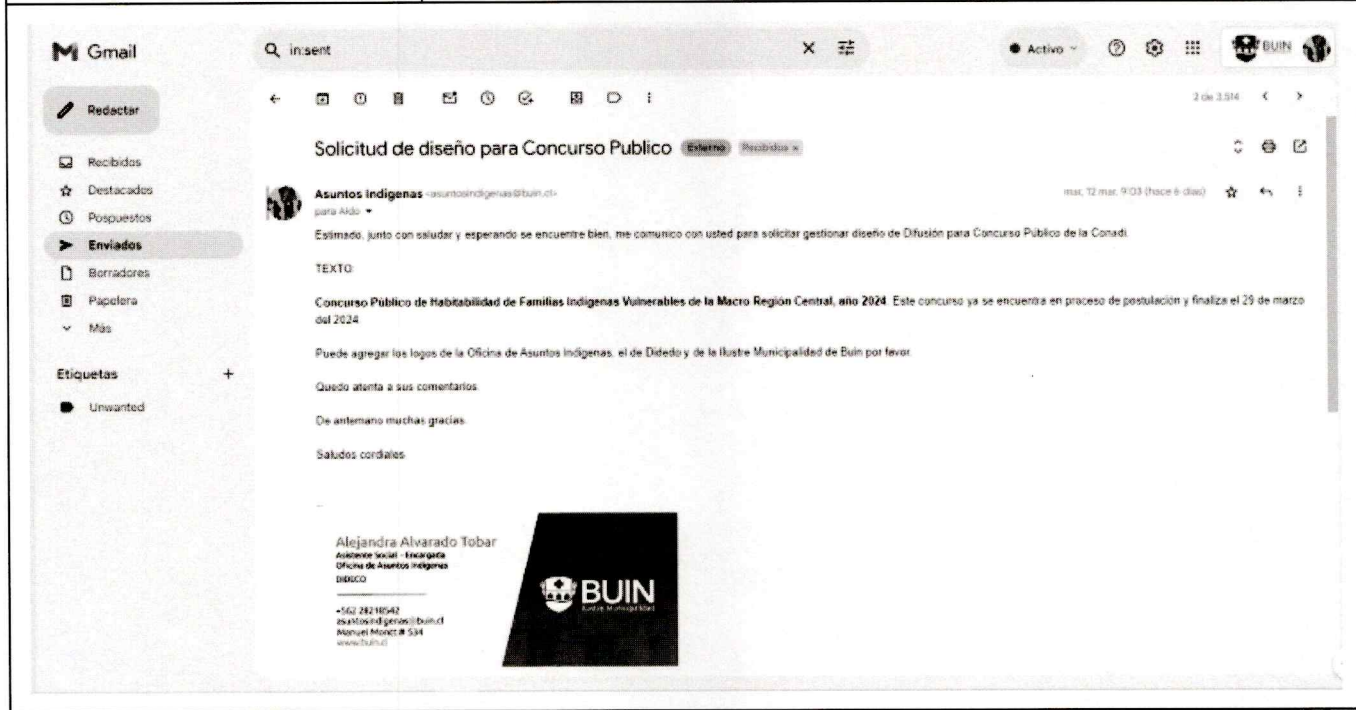 Gmail
in:sent
Activo
BUIN
Redactar
2 de 3.514
Solicitud de diseño para Concurso Publico Externo Recibidos x
Recibidos
Destacados
Pospuestos
Enviados
Borradores
Papelera
Más
Etiquetas +
Unwanted
Asuntos Indigenas <asuntosindigenas@buin.cl>
mar, 12 mar, 9:03 (hace 6 días)
para Aldo
Estimado, junto con saludar y esperando se encuentre bien, me comunico con usted para solicitar gestionar diseño de Difusión para Concurso Público de la Conadi.
TEXTO:
Concurso Público de Habitabilidad de Familias Indigenas Vulnerables de la Macro Región Central, año 2024. Este concurso ya se encuentra en proceso de postulación y finaliza el 29 de marzo
del 2024.
Puede agregar los logos de la Oficina de Asuntos Indigenas, el de Didedo y de la Ilustre Municipalidad de Buin por favor.
Quedo atenta a sus comentarios.
De antemano muchas gracias.
Saludos cordiales
--
Alejandra Alvarado Tobar
Asistente Social - Encargada
Oficina de Asuntos Indigenas
DIDECO
+562 28218542
asuntosindigenas@buin.cl
Manuel Montt # 534
www.buin.cl
BUIN
Ilustre Municipalidad